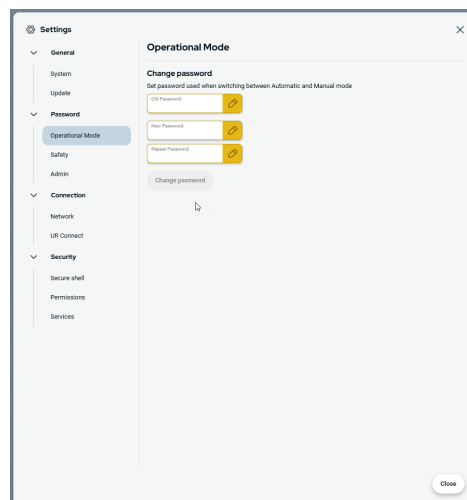 Settings
General
System
Update
Password
Operational Mode
Safety
Admin
Connection
Network
UR Connect
Security
Secure shell
Permissions
Services
Operational Mode
Change password
Set password used when switching between Automatic and Manual mode
Old Password
New Password
Repeat Password
Change password
Close